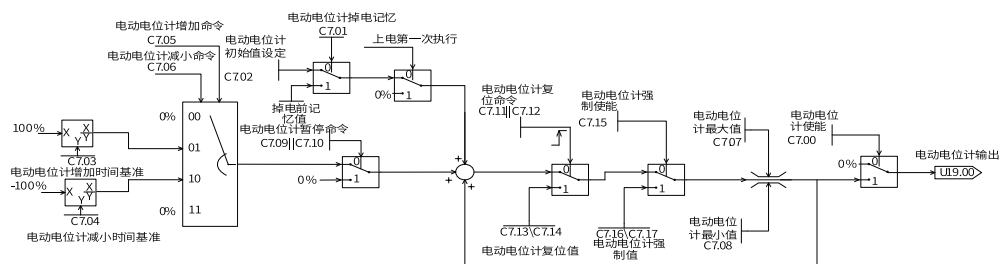 电动电位计掉电记忆
C7.01
电动电位计增加命令
C7.05
电动电位计减小命令
C7.06
C7.02
电动电位计
初始值设定
上电第一次执行
0
1
掉电前记
忆值
0
0%
1
0%
00
01
10
0%
11
100%
X
X
Y
Y
C7.03
电动电位计增加时间基准
-100%
X
X
Y
Y
C7.04
电动电位计减小时间基准
电动电位计暂停命令
C7.09||C7.10
0
0%
1
+
+
+
电动电位计复
位命令
C7.11||C7.12
0
1
C7.13\C7.14
电动电位计复位值
电动电位计强
制使能
C7.15
0
1
C7.16\C7.17
电动电位计强
制值
电动电位
计最大值
C707
电动电位
计最小值
C7.08
电动电位
计使能
C7.00
0%
0
1
电动电位计输出
U19.00